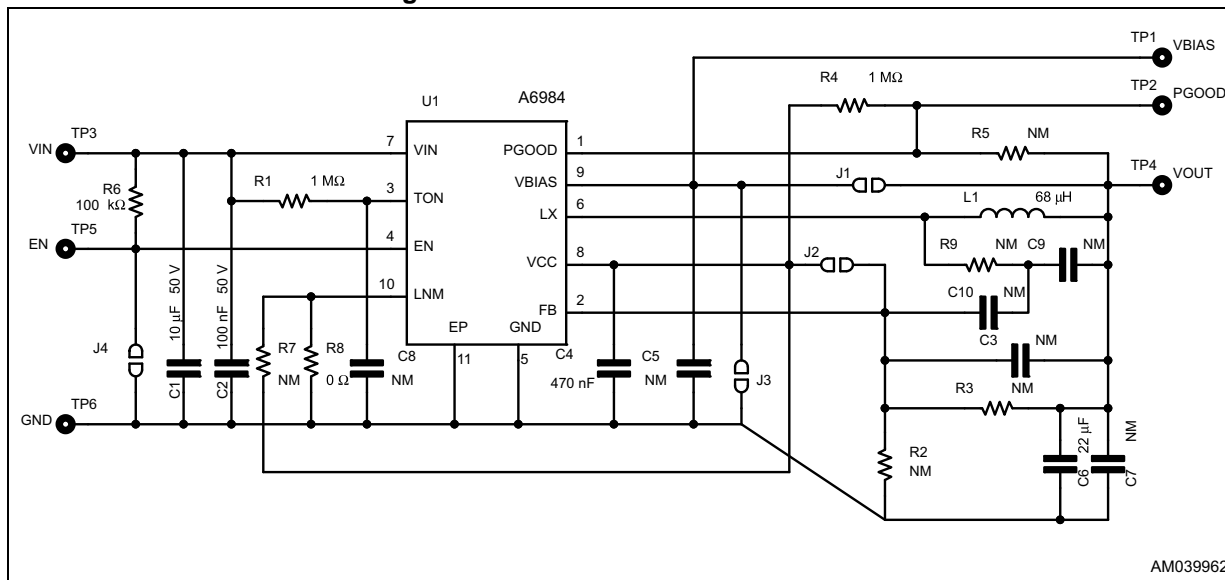 TP1
VBIAS
R4 1 MΩ
TP2
PGOOD
U1
A6984
TP3
VIN
7
VIN
PGOOD
1
R5 NM
R6
100 kΩ
R1 1 MΩ
3
TON
VBIAS
9
J1
TP4
VOUT
LX
6
L1 68 µH
TP5
EN
4
EN
VCC
8
J2
R9 NM
C9 NM
10
LNM
FB
2
C10 NM
10 µF 50 V
100 nF 50 V
EP
11
GND
5
J4
C1
C2
R7
NM
R8
0 Ω
C8
NM
C4
470 nF
C5
NM
J3
C3 NM
NM
R3
TP6
GND
R2
NM
22 µF
C6
NM
C7
AM039962